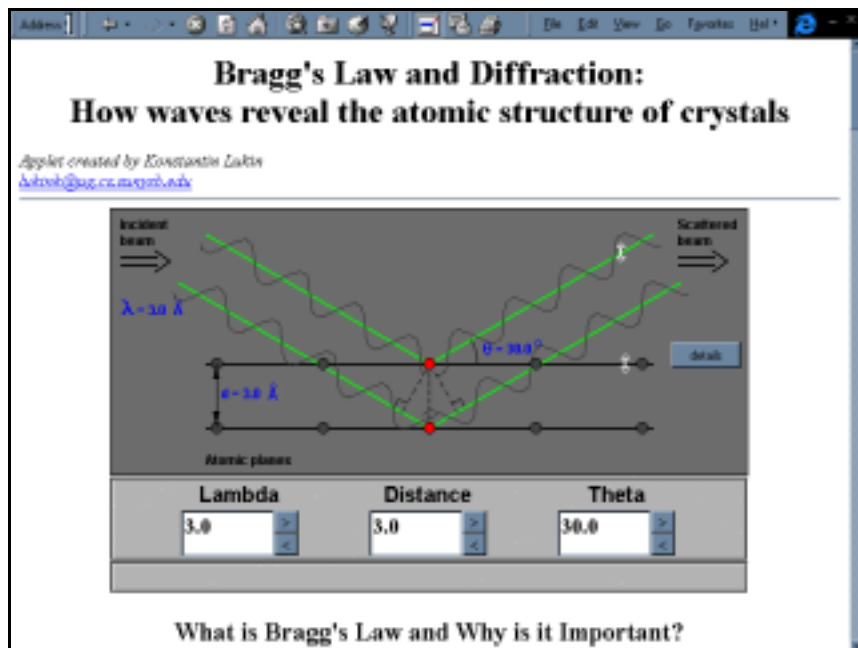 Address
File Edit View Go Favorites Help
Bragg's Law and Diffraction:
How waves reveal the atomic structure of crystals
Applet created by Konstantin Lukin
Incident
beam
Scattered
beam
λ = 3.0 Å
θ = 30.0°
details
= 3.0 Å
Atomic planes
Lambda Distance Theta
3.0 > < 3.0 > < 30.0 > <
What is Bragg's Law and Why is it Important?